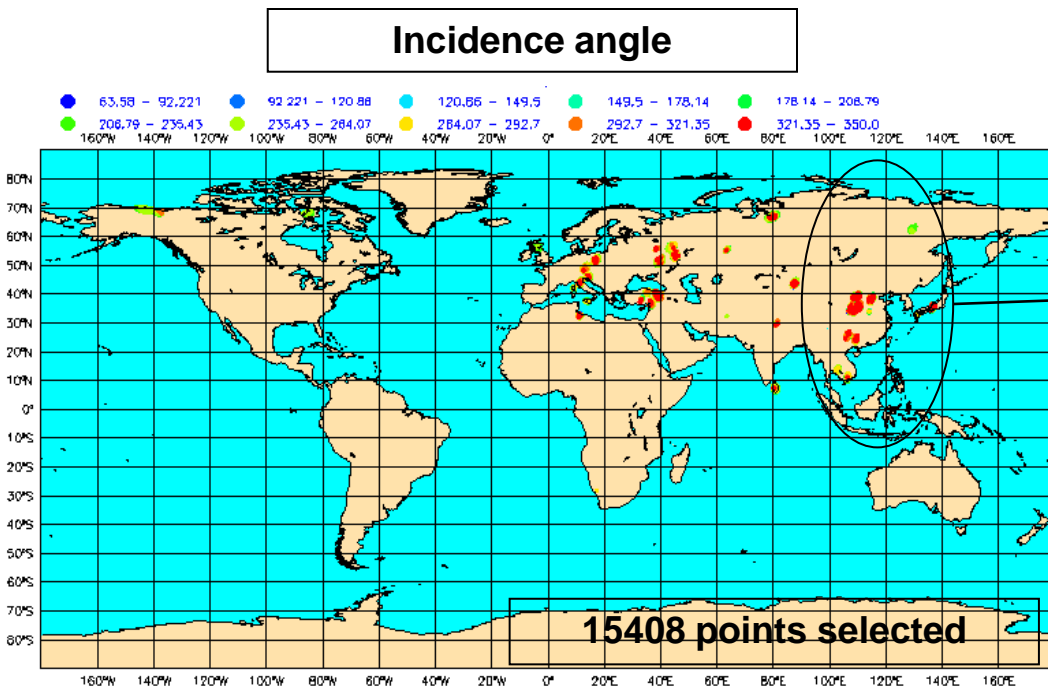 Incidence angle
63.58 - 92.221 92.221 - 120.86 120.86 - 149.5 149.5 - 178.14 178.14 - 206.79
206.79 - 235.43 235.43 - 264.07 264.07 - 292.7 292.7 - 321.35 321.35 - 350.0
160°W 140°W 120°W 100°W 80°W 60°W 40°W 20°W 0° 20°E 40°E 60°E 80°E 100°E 120°E 140°E 160°E
80°N
70°N
60°N
50°N
40°N
30°N
20°N
10°N
0°
10°S
20°S
30°S
40°S
50°S
60°S
70°S
80°S
15408 points selected
160°W 140°W 120°W 100°W 80°W 60°W 40°W 20°W 0° 20°E 40°E 60°E 80°E 100°E 120°E 140°E 160°E